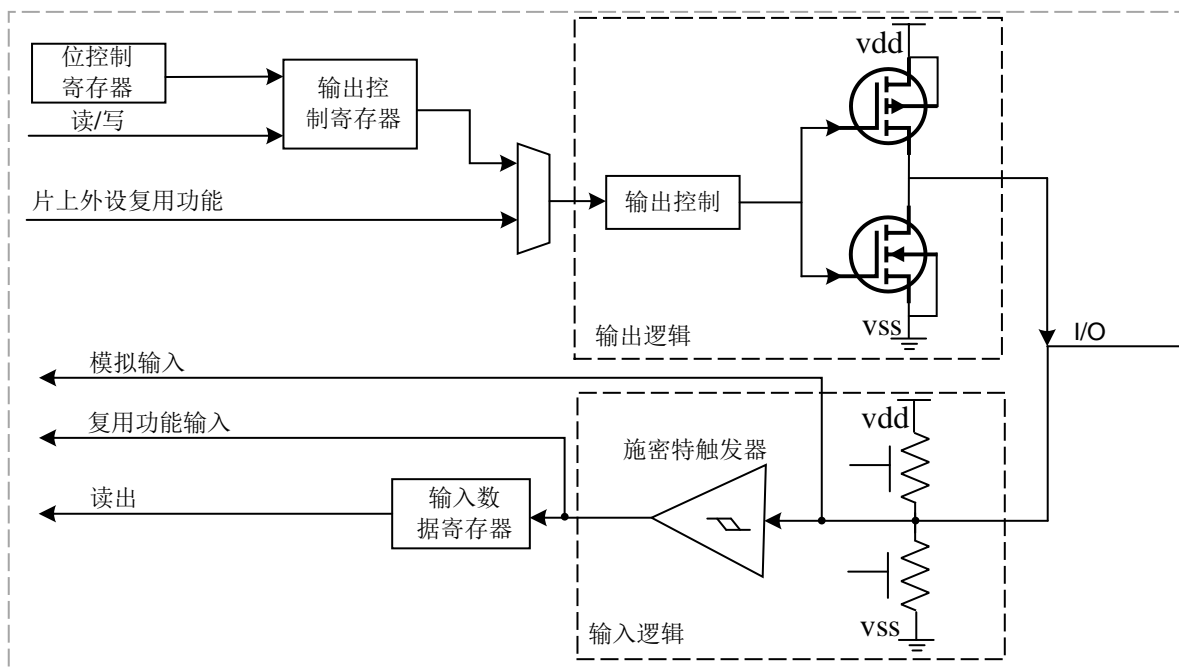 位控制
寄存器
读/写
输出控
制寄存器
片上外设复用功能
输出控制
vdd
vss
输出逻辑
I/O
模拟输入
复用功能输入
读出
输入数
据寄存器
施密特触发器
vdd
vss
输入逻辑